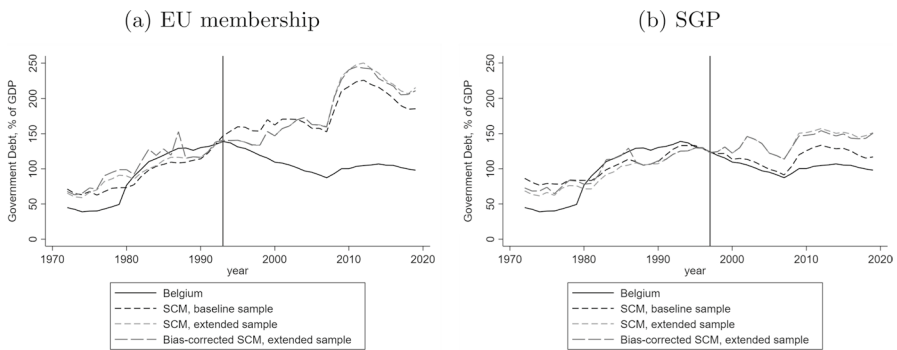 (a) EU membership
Government Debt, % of GDP
250
200
150
100
50
0
1970 1980 1990 2000 2010 2020
year
Belgium
SCM, baseline sample
SCM, extended sample
Bias-corrected SCM, extended sample
(b) SGP
Government Debt, % of GDP
250
200
150
100
50
0
1970 1980 1990 2000 2010 2020
year
Belgium
SCM, baseline sample
SCM, extended sample
Bias-corrected SCM, extended sample